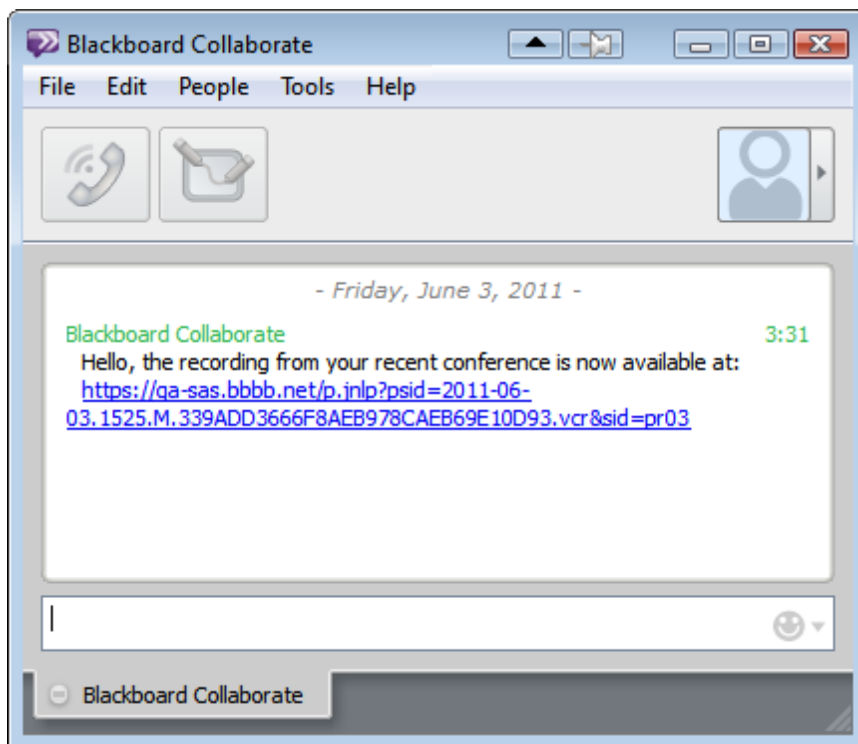 Blackboard Collaborate
File Edit People Tools Help
- Friday, June 3, 2011 -
Blackboard Collaborate 3:31
Hello, the recording from your recent conference is now available at:
https://qa-sas.bbbb.net/p.jnlp?psid=2011-06-
03.1525.M.339ADD3666F8AEB978CAEB69E10D93.vcr&sid=pr03
Blackboard Collaborate